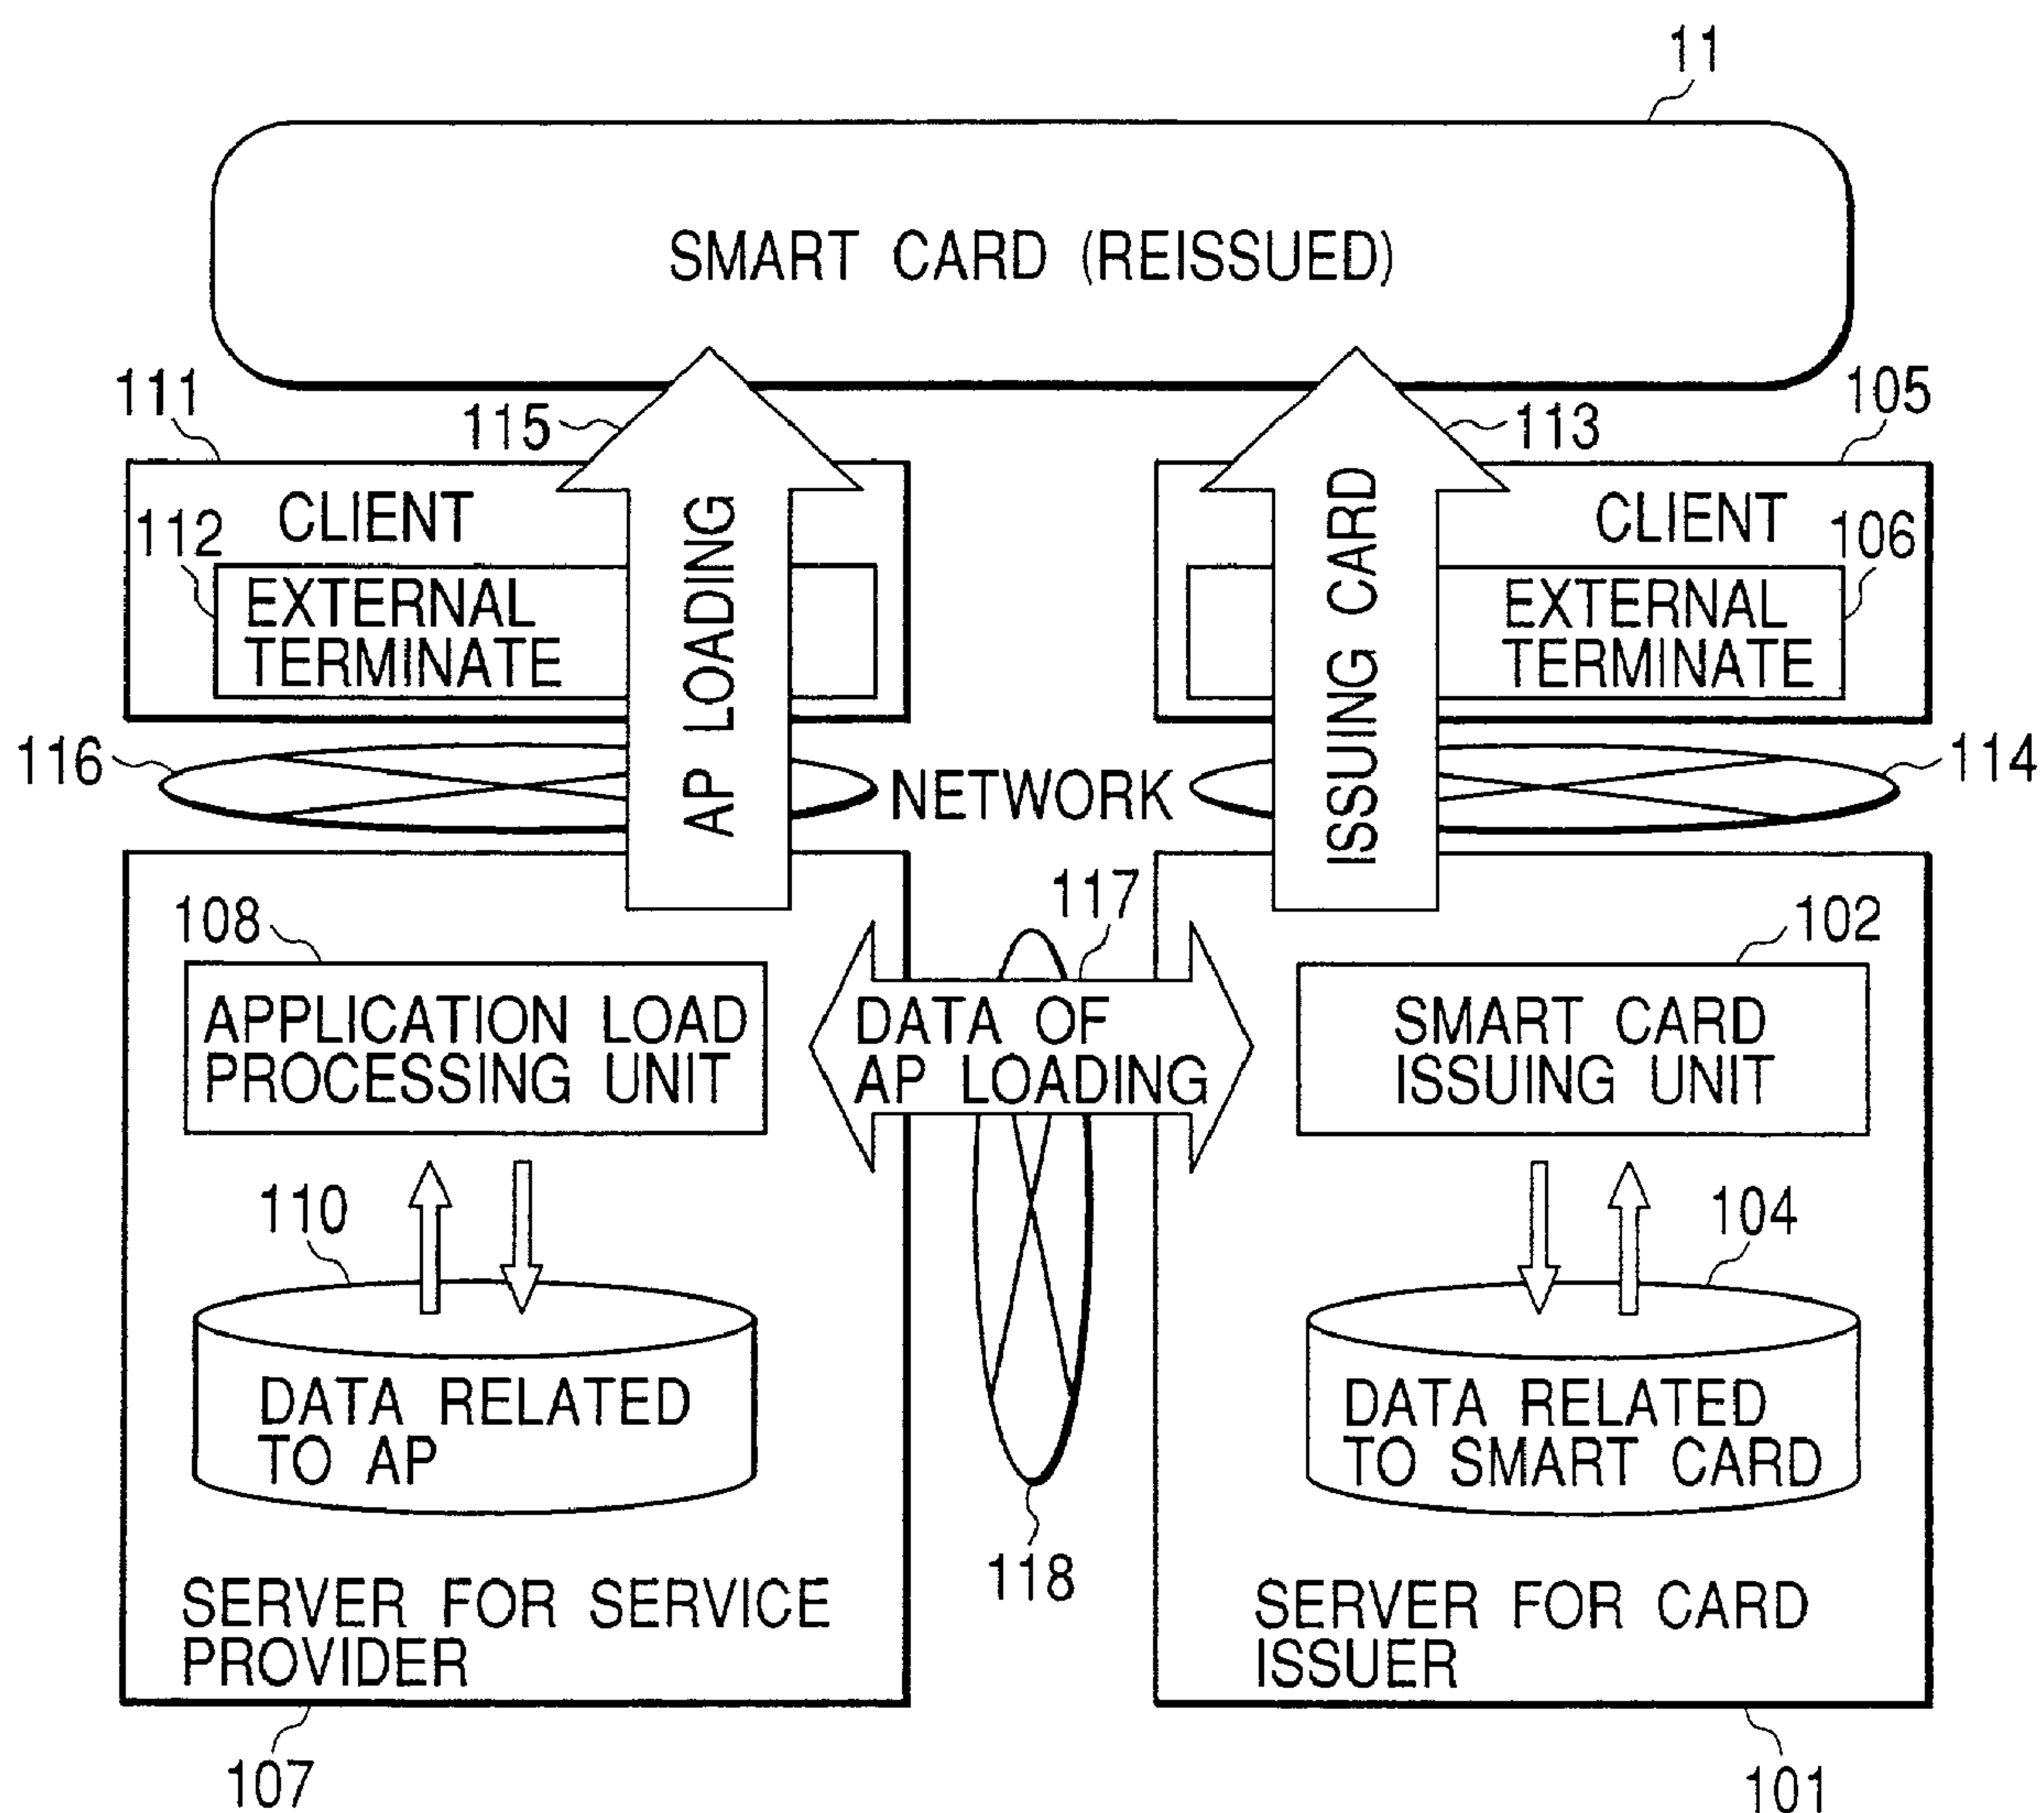 11
SMART CARD (REISSUED)
111
115
113
105
CLIENT
112
EXTERNAL
TERMINATE
AP LOADING
ISSUING CARD
CLIENT
106
EXTERNAL
TERMINATE
116
NETWORK
114
108
117
102
APPLICATION LOAD
PROCESSING UNIT
DATA OF
AP LOADING
SMART CARD
ISSUING UNIT
110
104
DATA RELATED
TO AP
DATA RELATED
TO SMART CARD
118
SERVER FOR SERVICE
PROVIDER
SERVER FOR CARD
ISSUER
107
101